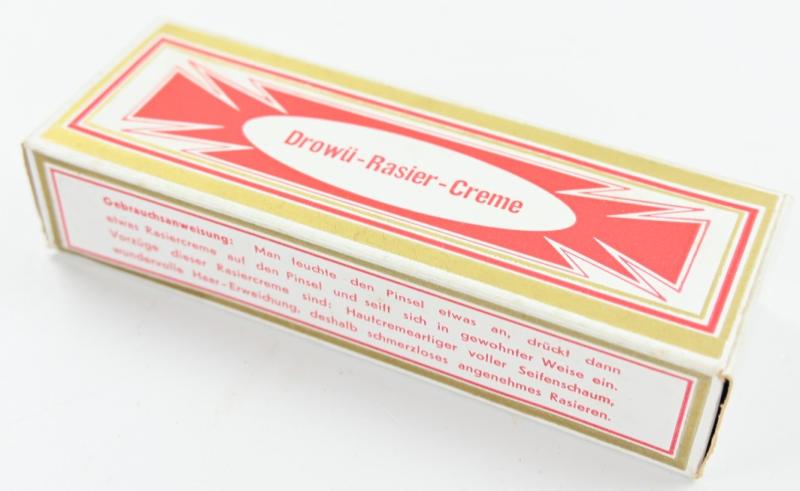 Drowü-Rasier-Creme
Gebrauchsanweisung: Man feuchte den Pinsel etwas an, drückt dann
etwas Rasiercreme auf den Pinsel und seift sich in gewohnter Weise ein.
Vorzüge dieser Rasiercreme sind: Hautcremeartiger voller Seifenschaum,
wundervolle Haar-Erweichung, deshalb schmerzloses angenehmes Rasieren.